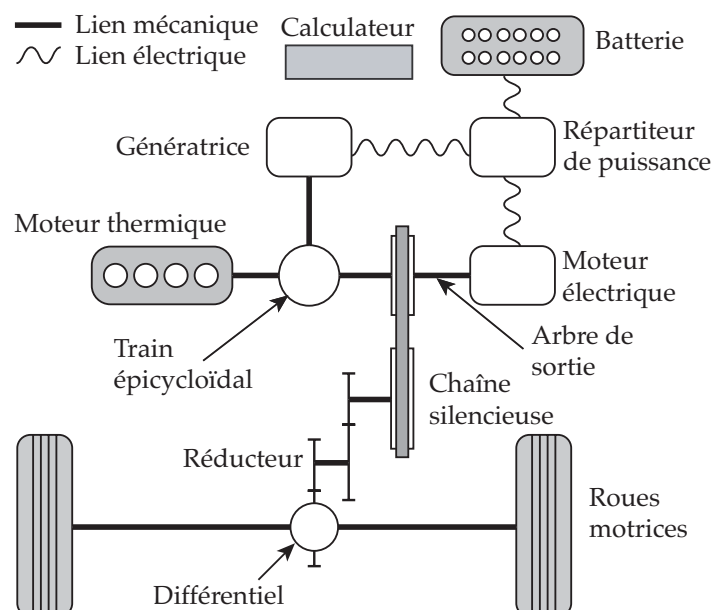 Lien mécanique
Lien électrique
Calculateur
Batterie
Génératrice
Répartiteur
de puissance
Moteur thermique
Moteur
électrique
Train
épicycloïdal
Arbre de
sortie
Chaîne
silencieuse
Réducteur
Roues
motrices
Différentiel